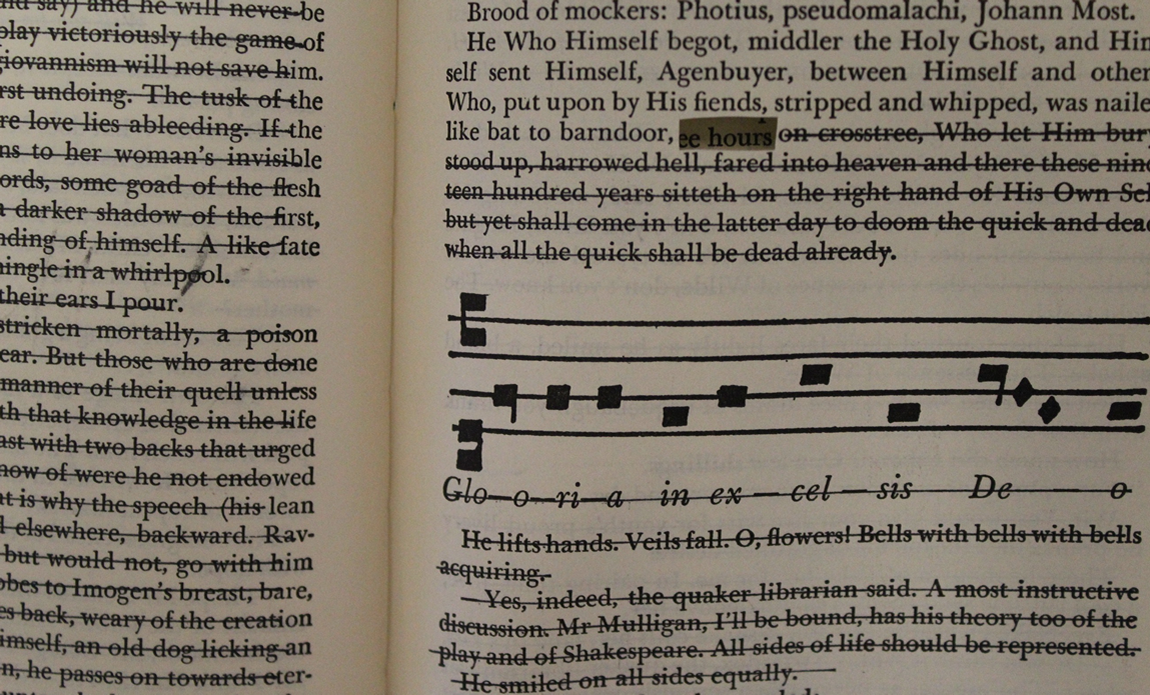 and say) and he will never be
play victoriously the game of
giovannism will not save him.
rst undoing. The tusk of the
re love lies ableeding. If the
ns to her woman's invisible
ords, some goad of the flesh
a darker shadow of the first,
nding of himself. A like fate
mingle in a whirlpool.
their ears I pour.
stricken mortally, a poison
ear. But those who are done
manner of their quell unless
th that knowledge in the life
ast with two backs that urged
now of were he not endowed
at is why the speech (his lean
l elsewhere, backward. Rav-
but would not, go with him
obes to Imogen's breast, bare,
es back, weary of the creation
imself, an old dog licking an
n, he passes on towards eter-
Brood of mockers: Photius, pseudomalachi, Johann Most.
He Who Himself begot, middler the Holy Ghost, and Him
self sent Himself, Agenbuyer, between Himself and other
Who, put upon by His fiends, stripped and whipped, was naile
like bat to barndoor, ee hours on crosstree, Who let Him bury
stood up, harrowed hell, fared into heaven and there these nine
teen hundred years sitteth on the right hand of His Own Sel
but yet shall come in the latter day to doom the quick and dead
when all the quick shall be dead already.
Glo—o—ri—a in ex—cel—sis De o
He lifts hands. Veils fall. O, flowers! Bells with bells with bells
acquiring.
—Yes, indeed, the quaker librarian said. A most instructive
discussion. Mr Mulligan, I'll be bound, has his theory too of the
play and of Shakespeare. All sides of life should be represented.
He smiled on all sides equally.